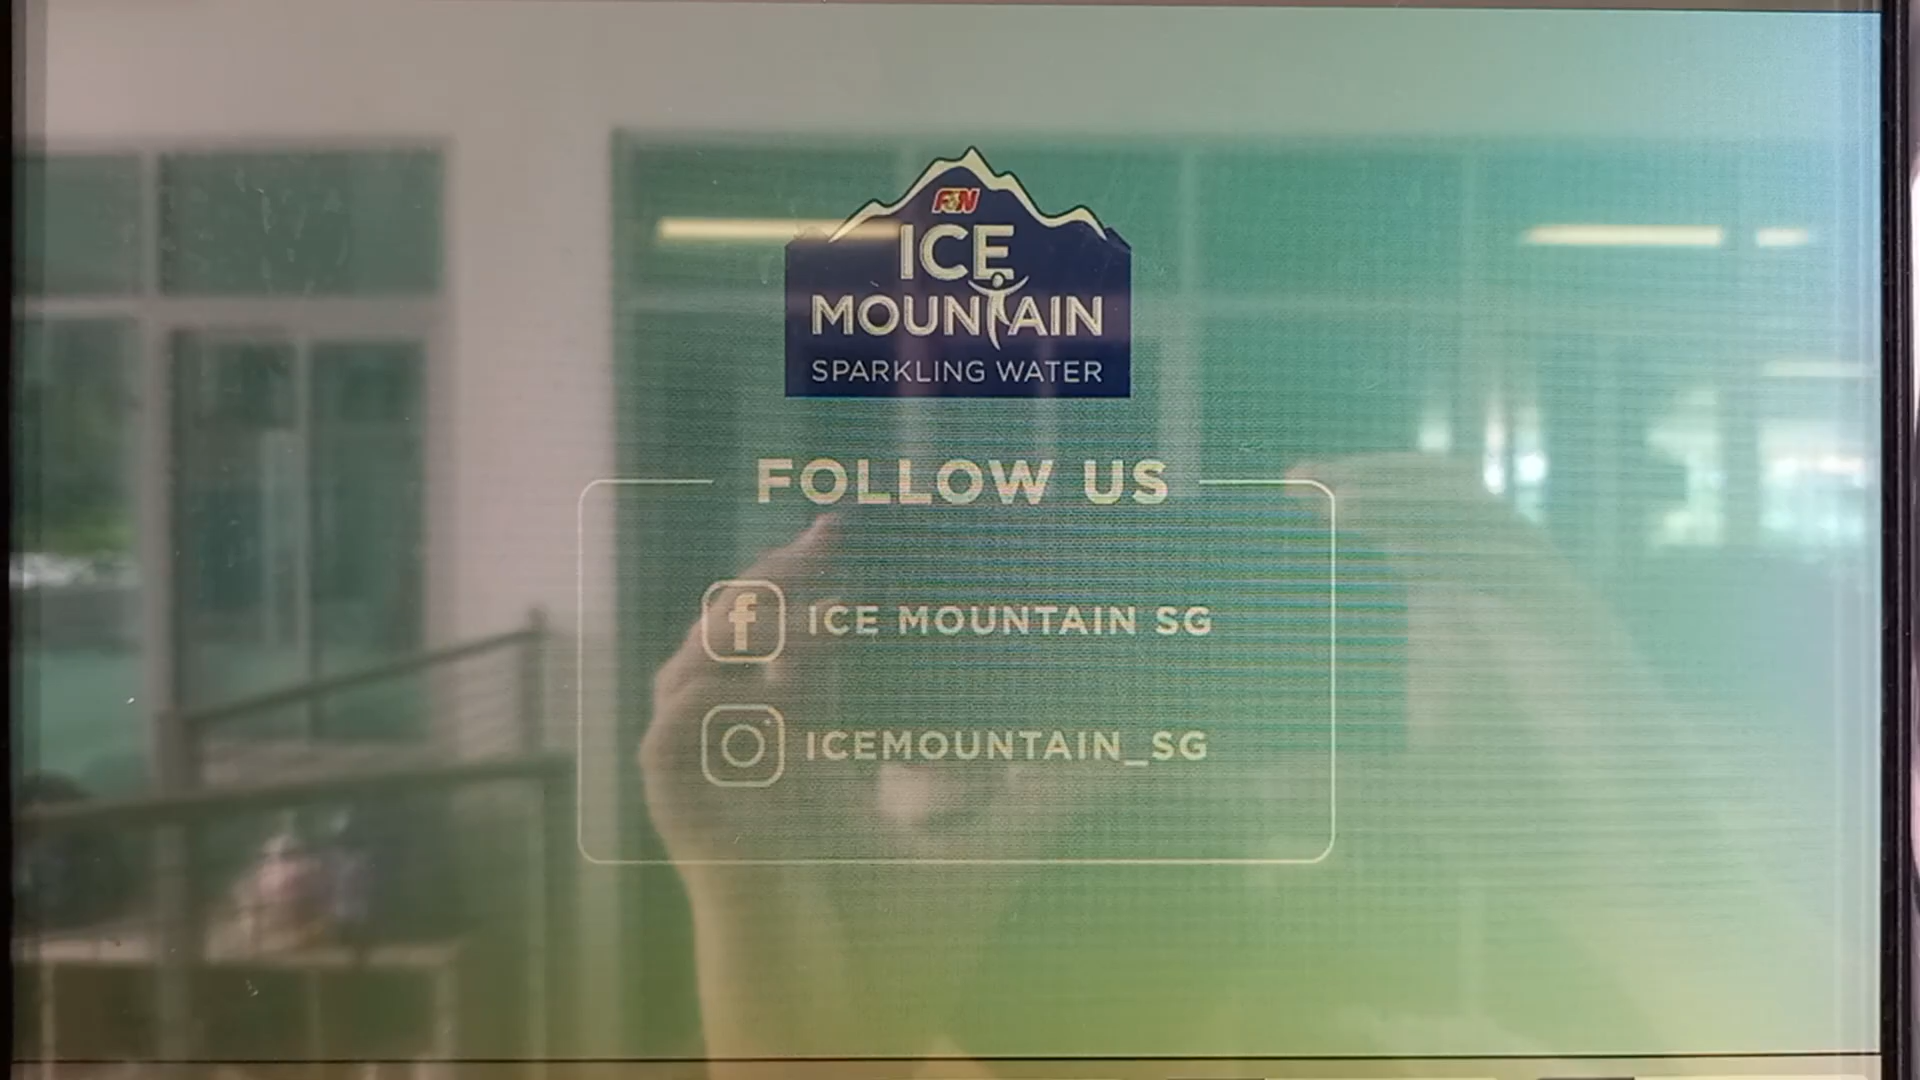 F&N
ICE
MOUNTAIN
SPARKLING WATER
FOLLOW US
f ICE MOUNTAIN SG
ICEMOUNTAIN_SG